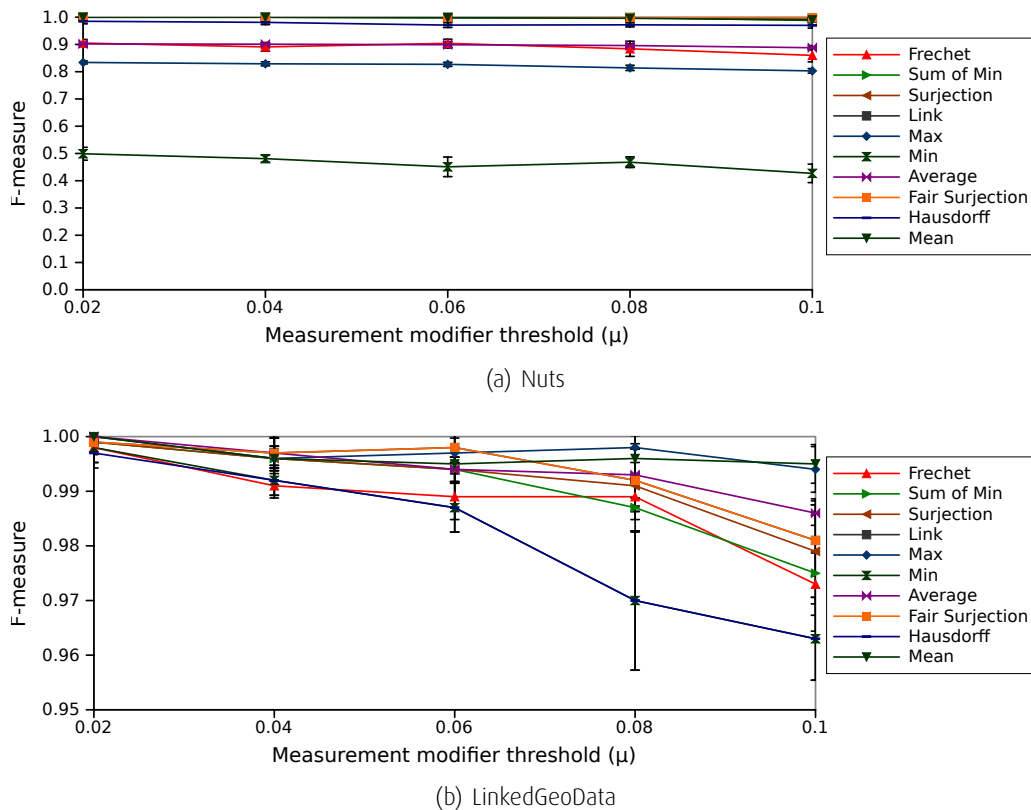 1.0
0.9
0.8
0.7
0.6
0.5
0.4
0.3
0.2
0.1
0.0
F-measure
0.02 0.04 0.06 0.08 0.1
Measurement modifier threshold (μ)
Frechet
Sum of Min
Surjection
Link
Max
Min
Average
Fair Surjection
Hausdorff
Mean
(a) Nuts
1.00
0.99
0.98
0.97
0.96
0.95
F-measure
0.02 0.04 0.06 0.08 0.1
Measurement modifier threshold (μ)
Frechet
Sum of Min
Surjection
Link
Max
Min
Average
Fair Surjection
Hausdorff
Mean
(b) LinkedGeoData